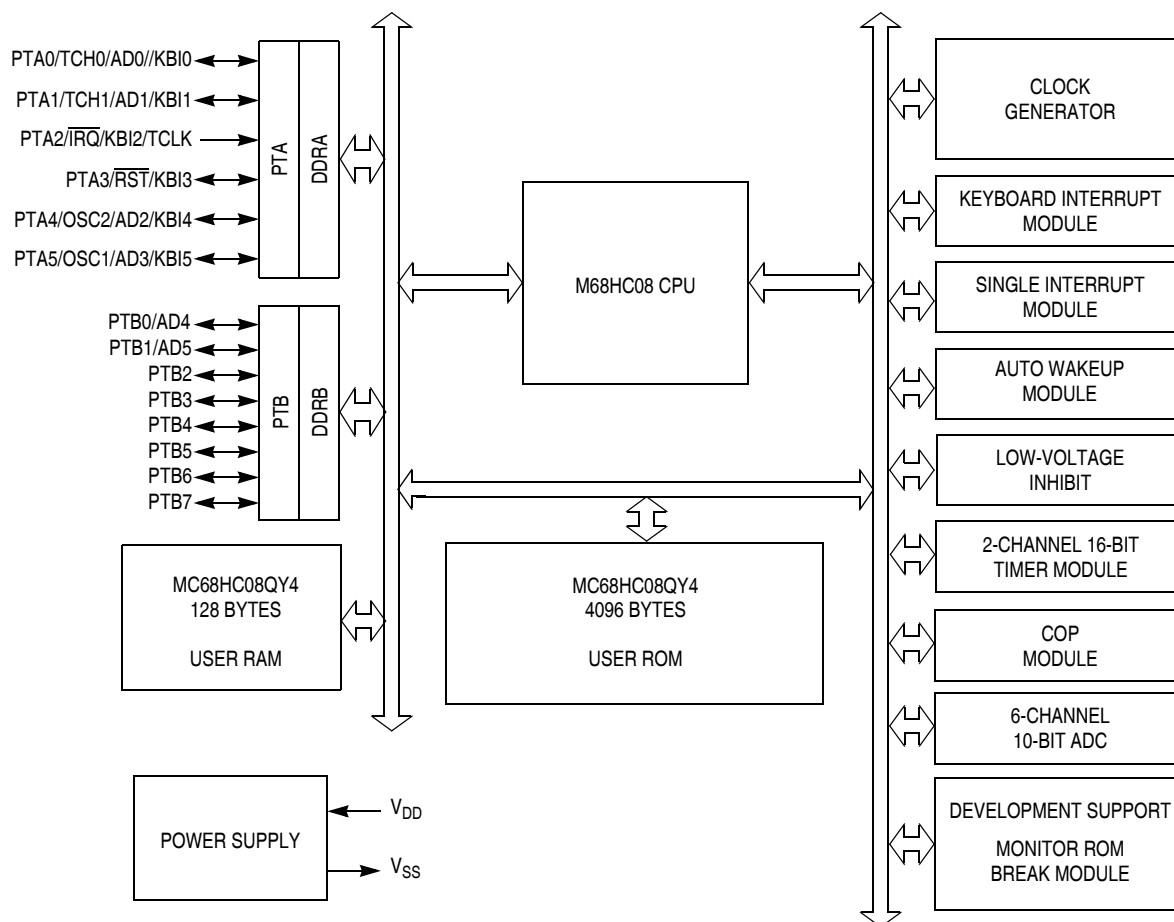 PTA0/TCH0/AD0//KBI0
PTA1/TCH1/AD1/KBI1
PTA2/IRQ/KBI2/TCLK
PTA3/RST/KBI3
PTA4/OSC2/AD2/KBI4
PTA5/OSC1/AD3/KBI5
PTA
DDRA
PTB0/AD4
PTB1/AD5
PTB2
PTB3
PTB4
PTB5
PTB6
PTB7
PTB
DDRB
MC68HC08QY4
128 BYTES
USER RAM
POWER SUPPLY
VDD
VSS
M68HC08 CPU
MC68HC08QY4
4096 BYTES
USER ROM
CLOCK
GENERATOR
KEYBOARD INTERRUPT
MODULE
SINGLE INTERRUPT
MODULE
AUTO WAKEUP
MODULE
LOW-VOLTAGE
INHIBIT
2-CHANNEL 16-BIT
TIMER MODULE
COP
MODULE
6-CHANNEL
10-BIT ADC
DEVELOPMENT SUPPORT
MONITOR ROM
BREAK MODULE